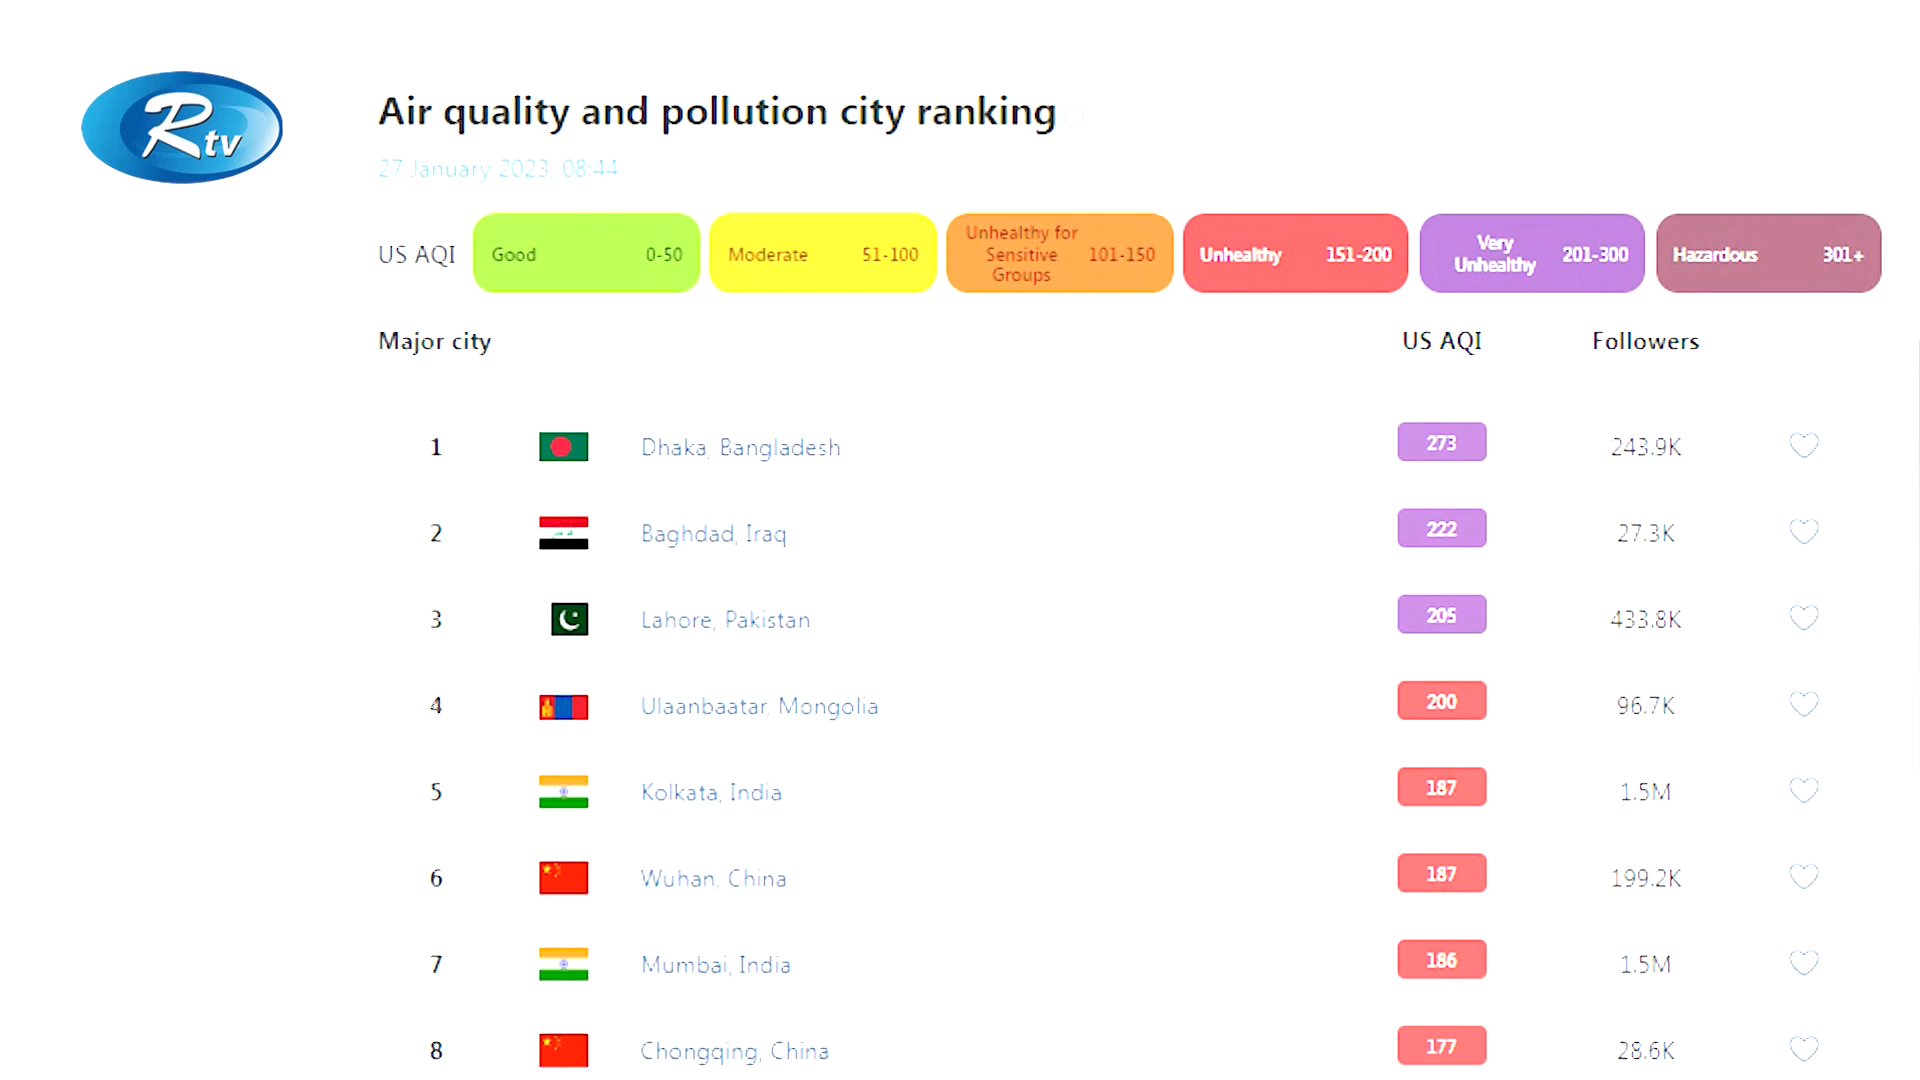 Rtv
Air quality and pollution city ranking
27 January 2023, 08:44
US AQI Good 0-50 Moderate 51-100 Unhealthy for Sensitive Groups 101-150 Unhealthy 151-200 Very Unhealthy 201-300 Hazardous 301+
Major city US AQI Followers
1 Dhaka, Bangladesh 273 243.9K
2 Baghdad, Iraq 222 27.3K
3 Lahore, Pakistan 205 433.8K
4 Ulaanbaatar, Mongolia 200 96.7K
5 Kolkata, India 187 1.5M
6 Wuhan, China 187 199.2K
7 Mumbai, India 186 1.5M
8 Chongqing, China 177 28.6K